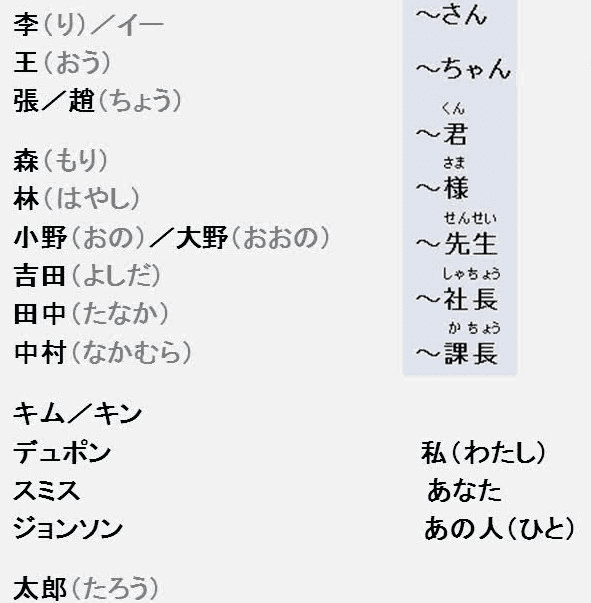 李（り）／イー
王（おう）
張／趙（ちょう）
森（もり）
林（はやし）
小野（おの）／大野（おおの）
吉田（よしだ）
田中（たなか）
中村（なかむら）
キム／キン
デュポン
スミス
ジョンソン
太郎（たろう）
～さん
～ちゃん
くん
～君
さま
～様
せんせい
～先生
しゃちょう
～社長
かちょう
～課長
私（わたし）
あなた
あの人（ひと）